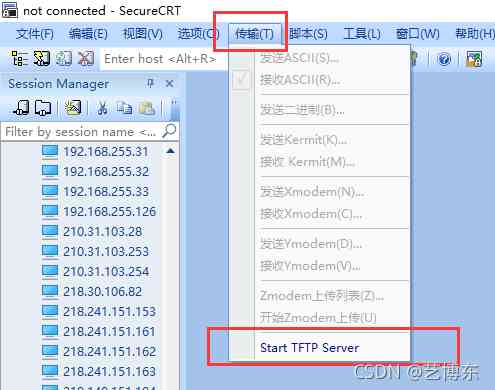 not connected - SecureCRT
文件(F) 编辑(E) 视图(V) 选项(O) 传输(T) 脚本(S) 工具(L) 窗口(W) 帮助(H)
Enter host <Alt+R>
Session Manager
Filter by session name <...
192.168.255.31
192.168.255.32
192.168.255.33
192.168.255.126
210.31.103.28
210.31.103.253
210.31.103.254
218.30.106.82
218.241.151.153
218.241.151.161
218.241.151.162
218.241.151.163
发送ASCII(S)...
接收ASCII(R)...
发送二进制(B)...
发送Kermit(K)...
接收 Kermit(M)...
发送Xmodem(N)...
接收Xmodem(C)...
发送Ymodem(D)...
接收Ymodem(V)...
Zmodem上传列表(Z)...
开始Zmodem上传(U)
Start TFTP Server
CSDN @艺博东